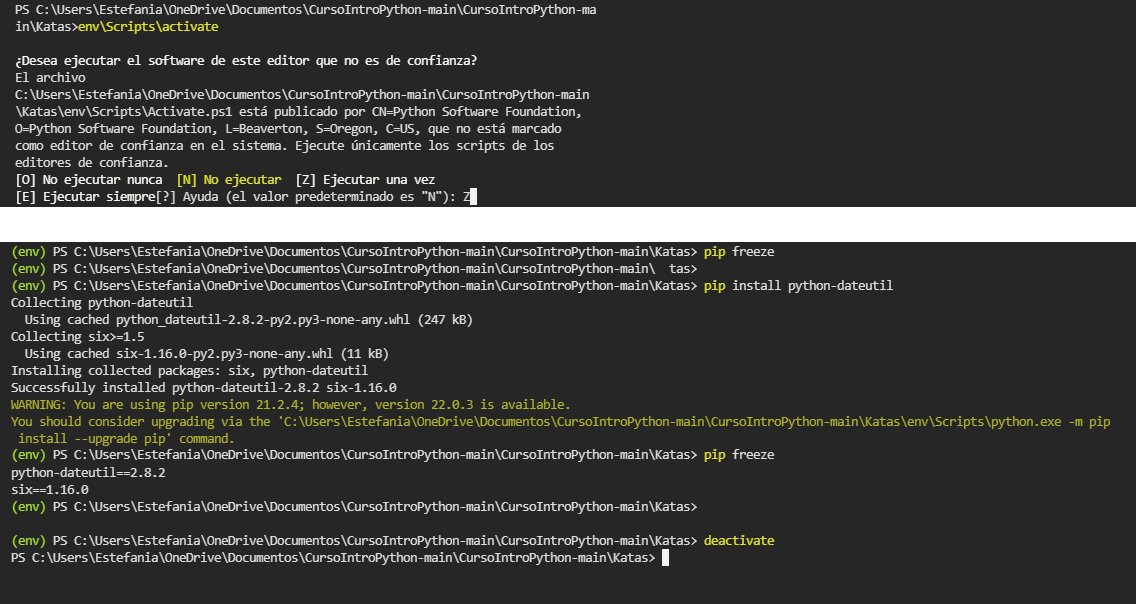 PS C:\Users\Estefania\OneDrive\Documentos\CursoIntroPython-main\CursoIntroPython-ma
in\Katas>env\Scripts\activate
¿Desea ejecutar el software de este editor que no es de confianza?
El archivo
C:\Users\Estefania\OneDrive\Documentos\CursoIntroPython-main\CursoIntroPython-main
\Katas\env\Scripts\Activate.ps1 está publicado por CN=Python Software Foundation,
O=Python Software Foundation, L=Beaverton, S=Oregon, C=US, que no está marcado
como editor de confianza en el sistema. Ejecute únicamente los scripts de los
editores de confianza.
[O] No ejecutar nunca  [N] No ejecutar  [Z] Ejecutar una vez
[E] Ejecutar siempre[?] Ayuda (el valor predeterminado es "N"): Z
(env) PS C:\Users\Estefania\OneDrive\Documentos\CursoIntroPython-main\CursoIntroPython-main\Katas> pip freeze
(env) PS C:\Users\Estefania\OneDrive\Documentos\CursoIntroPython-main\CursoIntroPython-main\  tas>
(env) PS C:\Users\Estefania\OneDrive\Documentos\CursoIntroPython-main\CursoIntroPython-main\Katas> pip install python-dateutil
Collecting python-dateutil
  Using cached python_dateutil-2.8.2-py2.py3-none-any.whl (247 kB)
Collecting six>=1.5
  Using cached six-1.16.0-py2.py3-none-any.whl (11 kB)
Installing collected packages: six, python-dateutil
Successfully installed python-dateutil-2.8.2 six-1.16.0
WARNING: You are using pip version 21.2.4; however, version 22.0.3 is available.
You should consider upgrading via the 'C:\Users\Estefania\OneDrive\Documentos\CursoIntroPython-main\CursoIntroPython-main\Katas\env\Scripts\python.exe -m pip
 install --upgrade pip' command.
(env) PS C:\Users\Estefania\OneDrive\Documentos\CursoIntroPython-main\CursoIntroPython-main\Katas> pip freeze
python-dateutil==2.8.2
six==1.16.0
(env) PS C:\Users\Estefania\OneDrive\Documentos\CursoIntroPython-main\CursoIntroPython-main\Katas>
(env) PS C:\Users\Estefania\OneDrive\Documentos\CursoIntroPython-main\CursoIntroPython-main\Katas> deactivate
PS C:\Users\Estefania\OneDrive\Documentos\CursoIntroPython-main\CursoIntroPython-main\Katas>